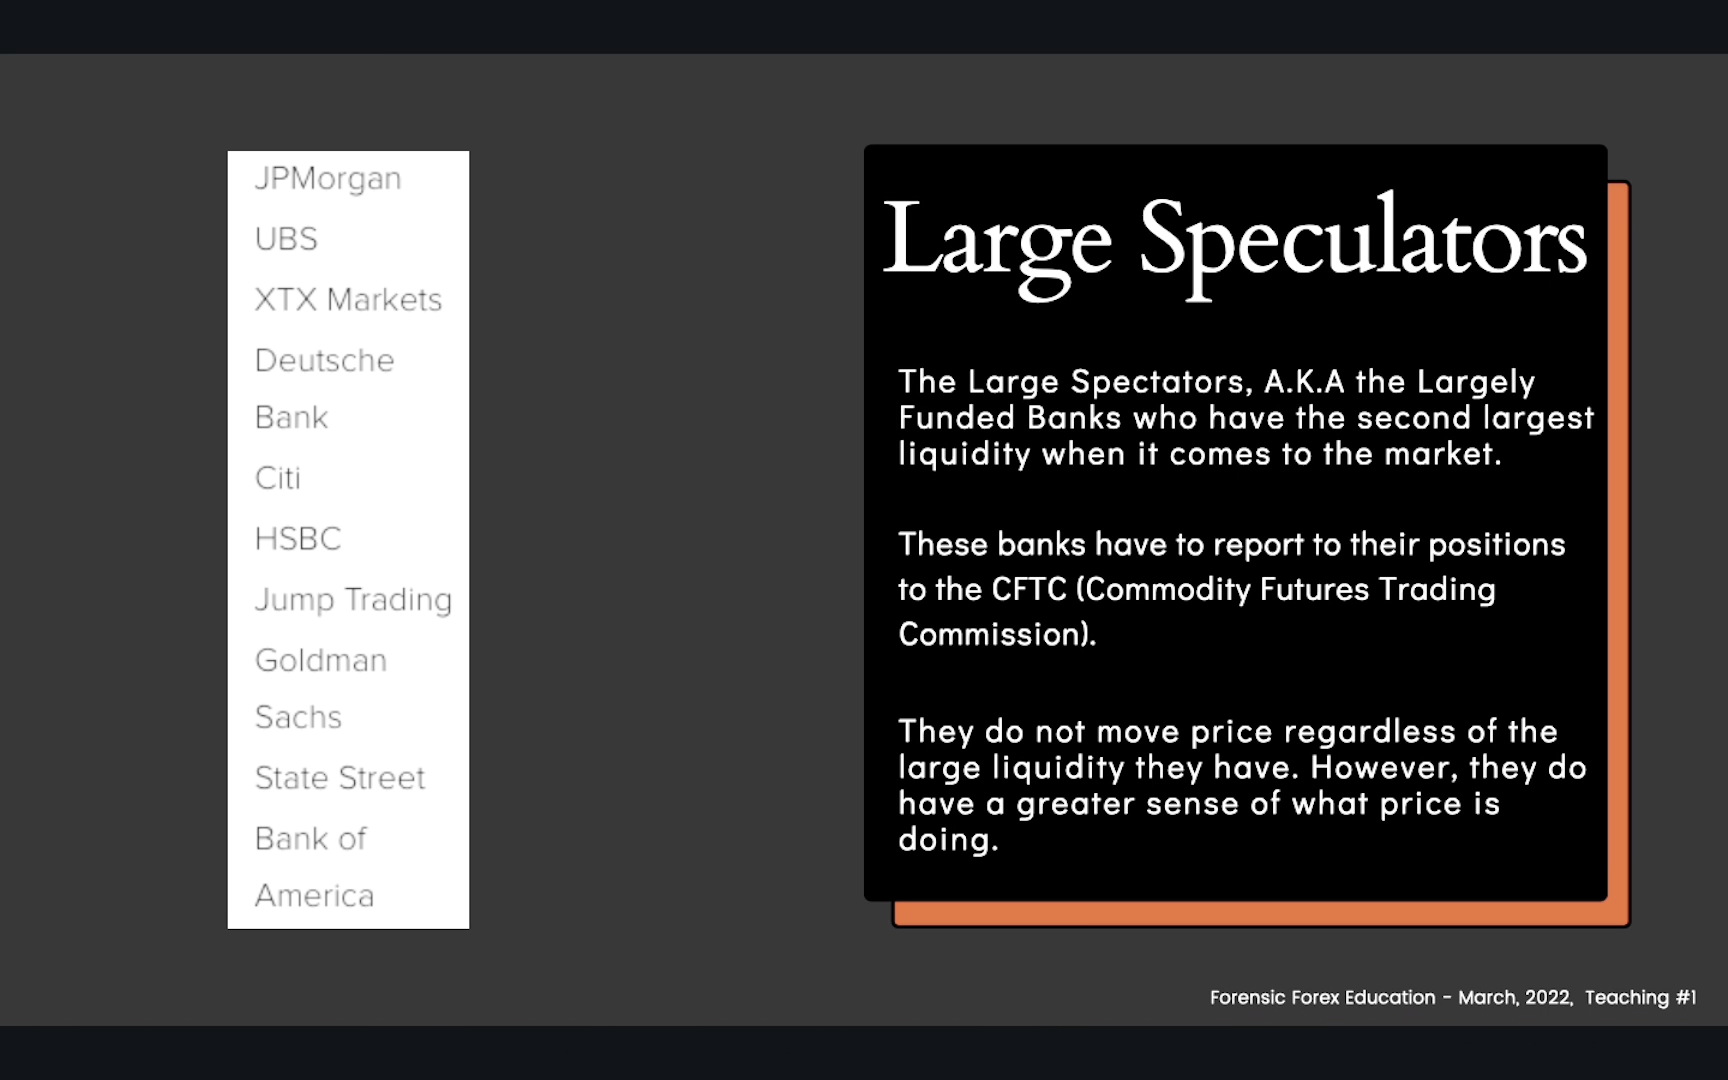 JPMorgan
UBS
XTX Markets
Deutsche
Bank
Citi
HSBC
Jump Trading
Goldman
Sachs
State Street
Bank of
America
Large Speculators
The Large Spectators, A.K.A the Largely
Funded Banks who have the second largest
liquidity when it comes to the market.
These banks have to report to their positions
to the CFTC (Commodity Futures Trading
Commission).
They do not move price regardless of the
large liquidity they have. However, they do
have a greater sense of what price is
doing.
Forensic Forex Education - March, 2022, Teaching #1